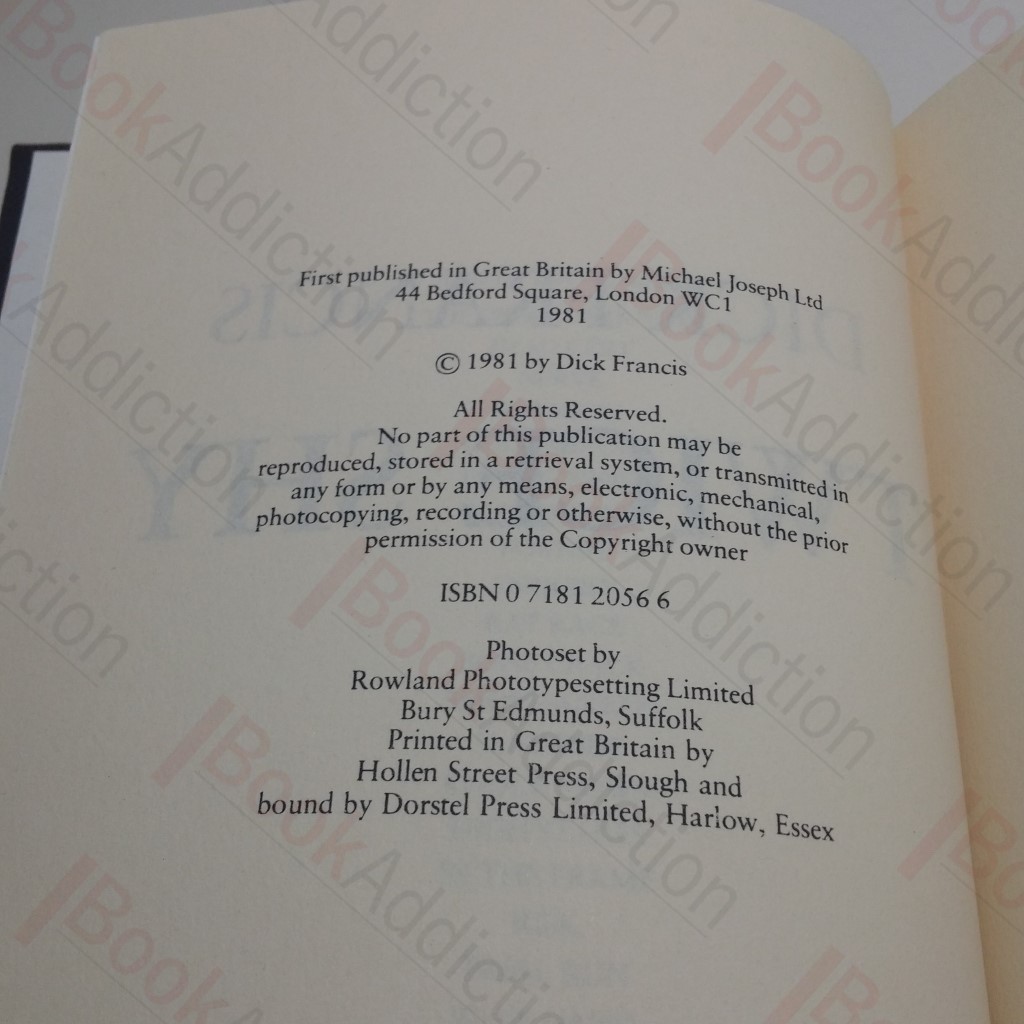 First published in Great Britain by Michael Joseph Ltd
44 Bedford Square, London WC1
1981
© 1981 by Dick Francis
All Rights Reserved.
No part of this publication may be
reproduced, stored in a retrieval system, or transmitted in
any form or by any means, electronic, mechanical,
photocopying, recording or otherwise, without the prior
permission of the Copyright owner
ISBN 0 7181 2056 6
Photoset by
Rowland Phototypesetting Limited
Bury St Edmunds, Suffolk
Printed in Great Britain by
Hollen Street Press, Slough and
bound by Dorstel Press Limited, Harlow, Essex
BookAddiction